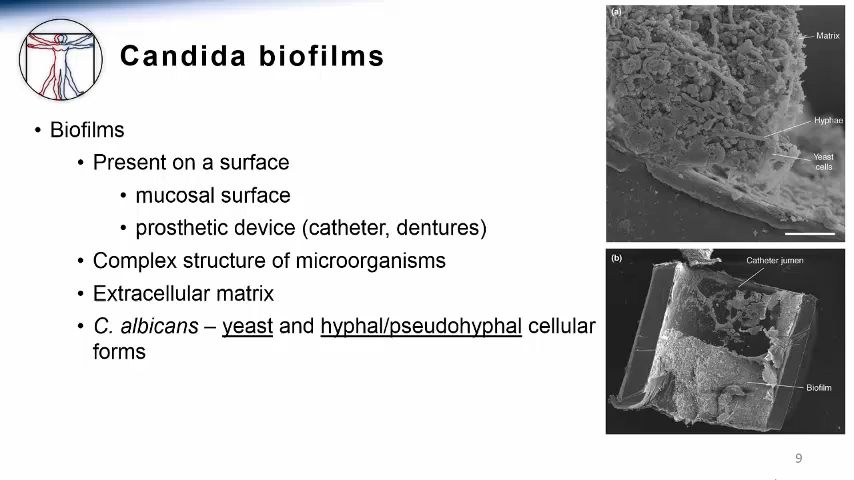 Candida biofilms
• Biofilms
• Present on a surface
• mucosal surface
• prosthetic device (catheter, dentures)
• Complex structure of microorganisms
• Extracellular matrix
• C. albicans – yeast and hyphal/pseudohyphal cellular
forms
(a)
Matrix
Hyphae
Yeast
cells
(b)
Catheter lumen
Biofilm
9